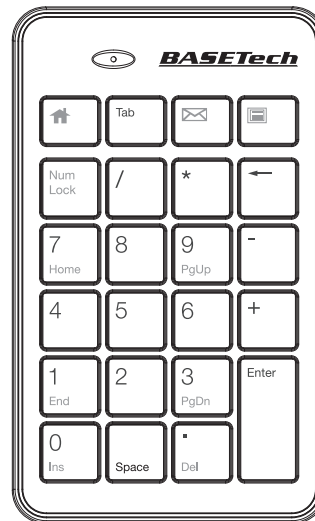 BASETech
Tab
Num
Lock
/
*
7
Home
8
9
PgUp
-
4
5
6
+
1
End
2
3
PgDn
Enter
0
Ins
Space
.
Del